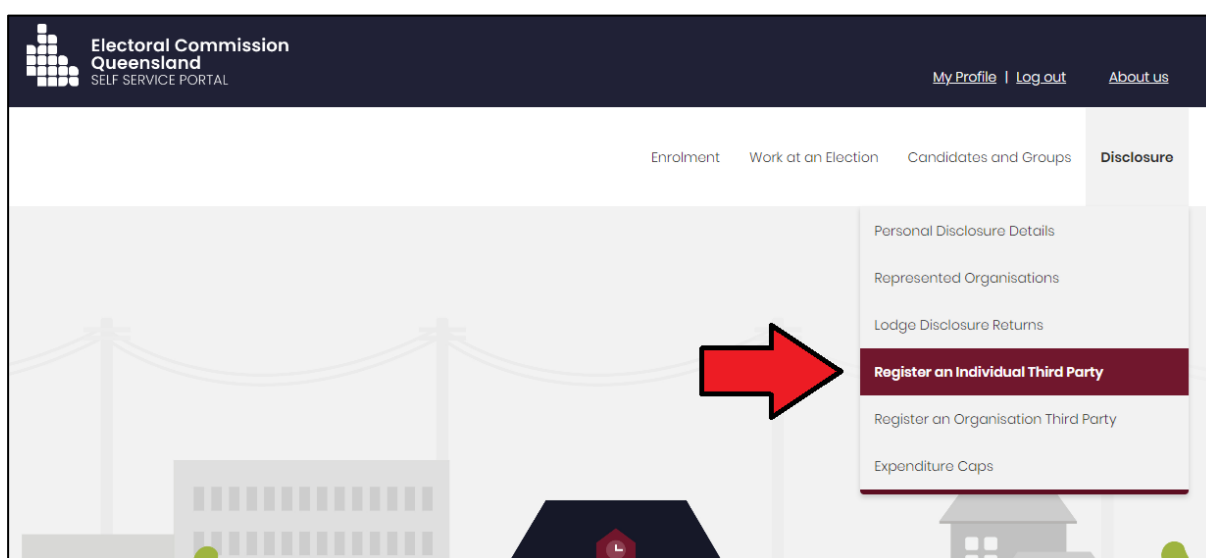 Electoral Commission
Queensland
SELF SERVICE PORTAL
My Profile | Log out About us
Enrolment Work at an Election Candidates and Groups Disclosure
Personal Disclosure Details
Represented Organisations
Lodge Disclosure Returns
Register an Individual Third Party
Register an Organisation Third Party
Expenditure Caps